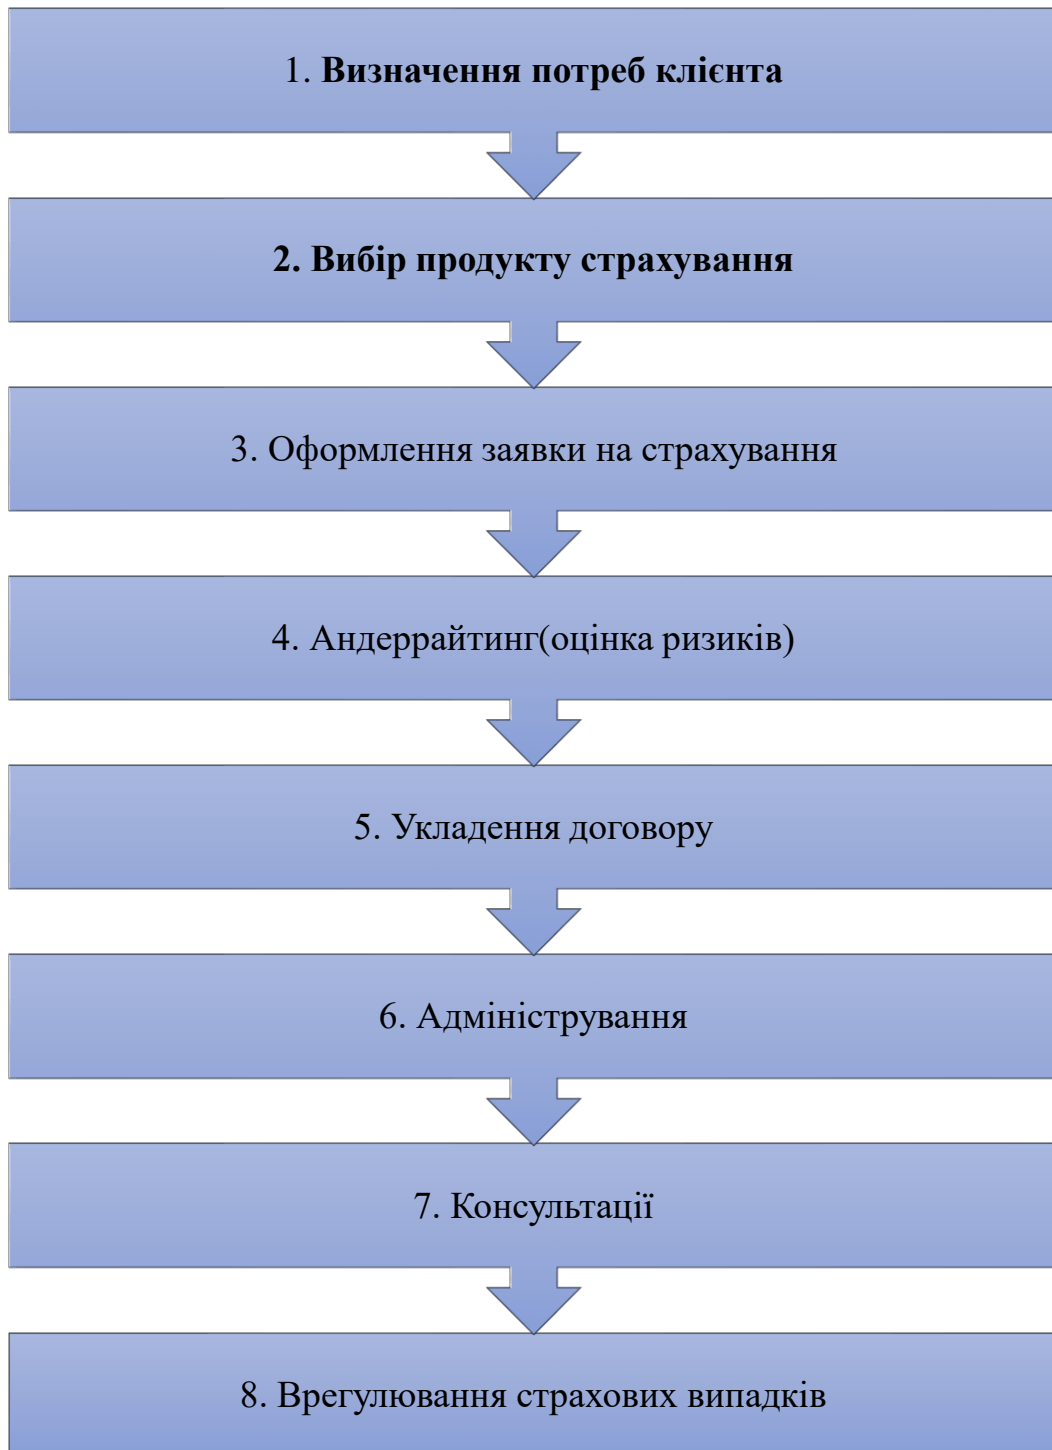 1. Визначення потреб клієнта
2. Вибір продукту страхування
3. Оформлення заявки на страхування
4. Андеррайтинг(оцінка ризиків)
5. Укладення договору
6. Адміністрування
7. Консультації
8. Врегулювання страхових випадків